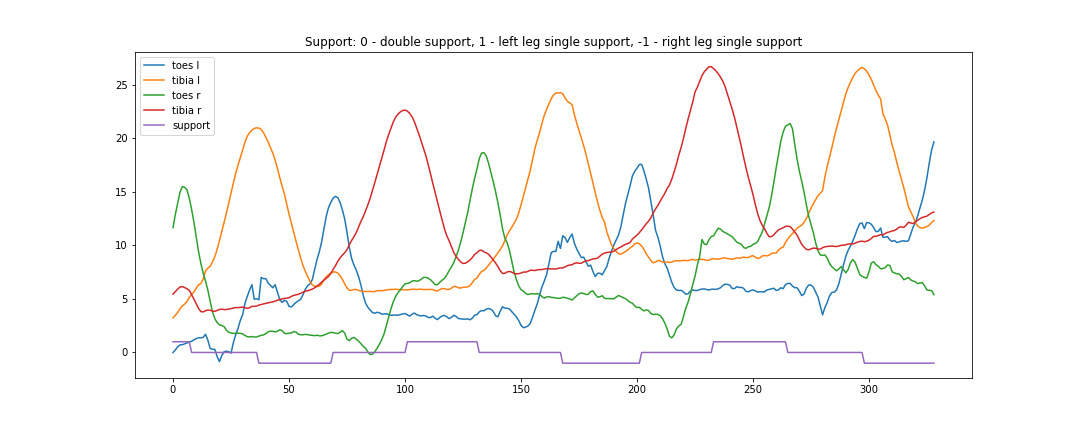 Support: 0 - double support, 1 - left leg single support, -1 - right leg single support
toes l
tibia l
toes r
tibia r
support
25
20
15
10
5
0
0 50 100 150 200 250 300